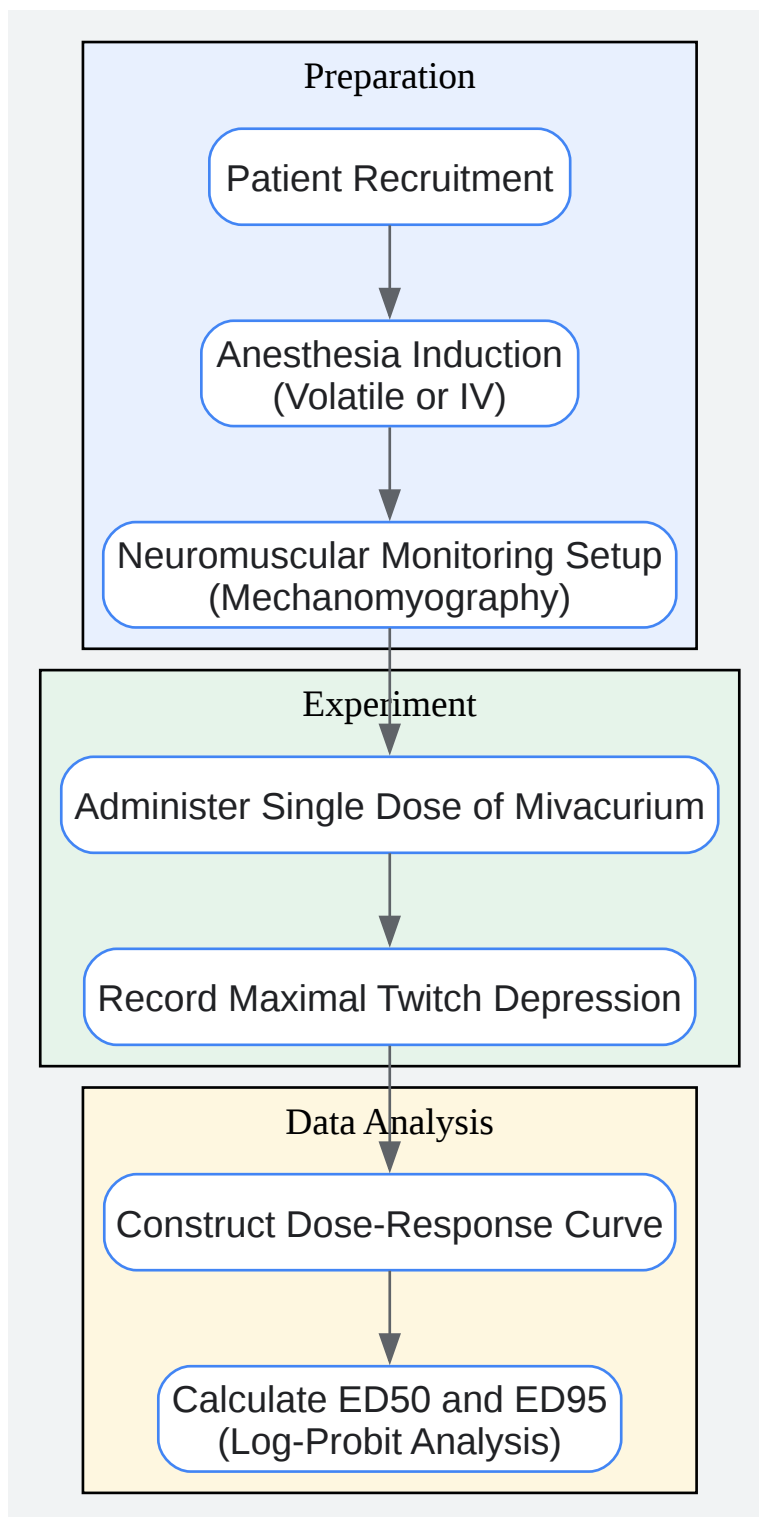 Preparation
Patient Recruitment
Anesthesia Induction
(Volatile or IV)
Neuromuscular Monitoring Setup
(Mechanomyography)
Experiment
Administer Single Dose of Mivacurium
Record Maximal Twitch Depression
Data Analysis
Construct Dose-Response Curve
Calculate ED50 and ED95
(Log-Probit Analysis)